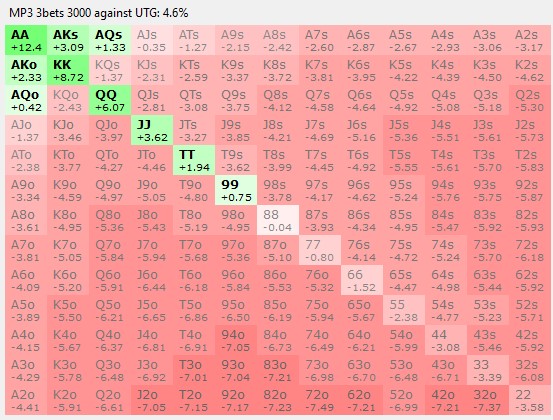 MP3 3bets 3000 against UTG: 4.6%
AA AKs AQs AJs ATs A9s A8s A7s A6s A5s A4s A3s A2s
+12.4 +3.09 +1.33 -0.35 -1.27 -2.15 -2.42 -2.60 -2.87 -2.67 -2.93 -3.06 -3.17
AKo KK KQs KJs KTs K9s K8s K7s K6s K5s K4s K3s K2s
+2.33 +8.72 -1.37 -2.31 -2.59 -3.37 -3.72 -3.81 -3.95 -4.22 -4.39 -4.50 -4.62
AQo KQo QQ QJs QTs Q9s Q8s Q7s Q6s Q5s Q4s Q3s Q2s
+0.42 -2.43 +6.07 -2.81 -3.08 -3.75 -4.12 -4.58 -4.64 -4.92 -5.08 -5.18 -5.30
AJo KJo QJo JJ JTs J9s J8s J7s J6s J5s J4s J3s J2s
-1.37 -3.46 -3.97 +3.62 -3.27 -3.85 -4.21 -4.69 -5.16 -5.36 -5.51 -5.61 -5.73
ATo KTo QTo JTo TT T9s T8s T7s T6s T5s T4s T3s T2s
-2.38 -3.77 -4.27 -4.46 +1.94 -3.62 -3.99 -4.45 -4.92 -5.55 -5.61 -5.70 -5.83
A9o K9o Q9o J9o T9o 99 98s 97s 96s 95s 94s 93s 92s
-3.34 -4.59 -4.97 -5.05 -4.80 +0.75 -3.78 -4.17 -4.62 -5.24 -5.76 -5.75 -5.87
A8o K8o Q8o J8o T8o 98o 88 87s 86s 85s 84s 83s 82s
-3.61 -4.95 -5.36 -5.43 -5.19 -4.95 -0.04 -3.93 -4.34 -4.95 -5.47 -5.92 -5.93
A7o K7o Q7o J7o T7o 97o 87o 77 76s 75s 74s 73s 72s
-3.81 -5.05 -5.84 -5.94 -5.68 -5.36 -5.10 -0.80 -4.14 -4.72 -5.24 -5.70 -6.18
A6o K6o Q6o J6o T6o 96o 86o 76o 66 65s 64s 63s 62s
-4.09 -5.20 -5.91 -6.44 -6.18 -5.84 -5.53 -5.32 -1.52 -4.47 -4.98 -5.44 -5.92
A5o K5o Q5o J5o T5o 95o 85o 75o 65o 55 54s 53s 52s
-3.89 -5.50 -6.21 -6.65 -6.86 -6.50 -6.19 -5.94 -5.67 -2.38 -4.77 -5.23 -5.71
A4o K4o Q4o J4o T4o 94o 84o 74o 64o 54o 44 43s 42s
-4.15 -5.67 -6.37 -6.81 -6.91 -7.05 -6.74 -6.49 -6.21 -5.99 -3.08 -5.46 -5.92
A3o K3o Q3o J3o T3o 93o 83o 73o 63o 53o 43o 33 32s
-4.29 -5.78 -6.48 -6.92 -7.01 -7.04 -7.21 -6.98 -6.70 -6.48 -6.71 -3.39 -6.08
A2o K2o Q2o J2o T2o 92o 82o 72o 62o 52o 42o 32o 22
-4.41 -5.91 -6.61 -7.05 -7.15 -7.17 -7.23 -7.49 -7.21 -6.99 -7.21 -7.37 -3.58